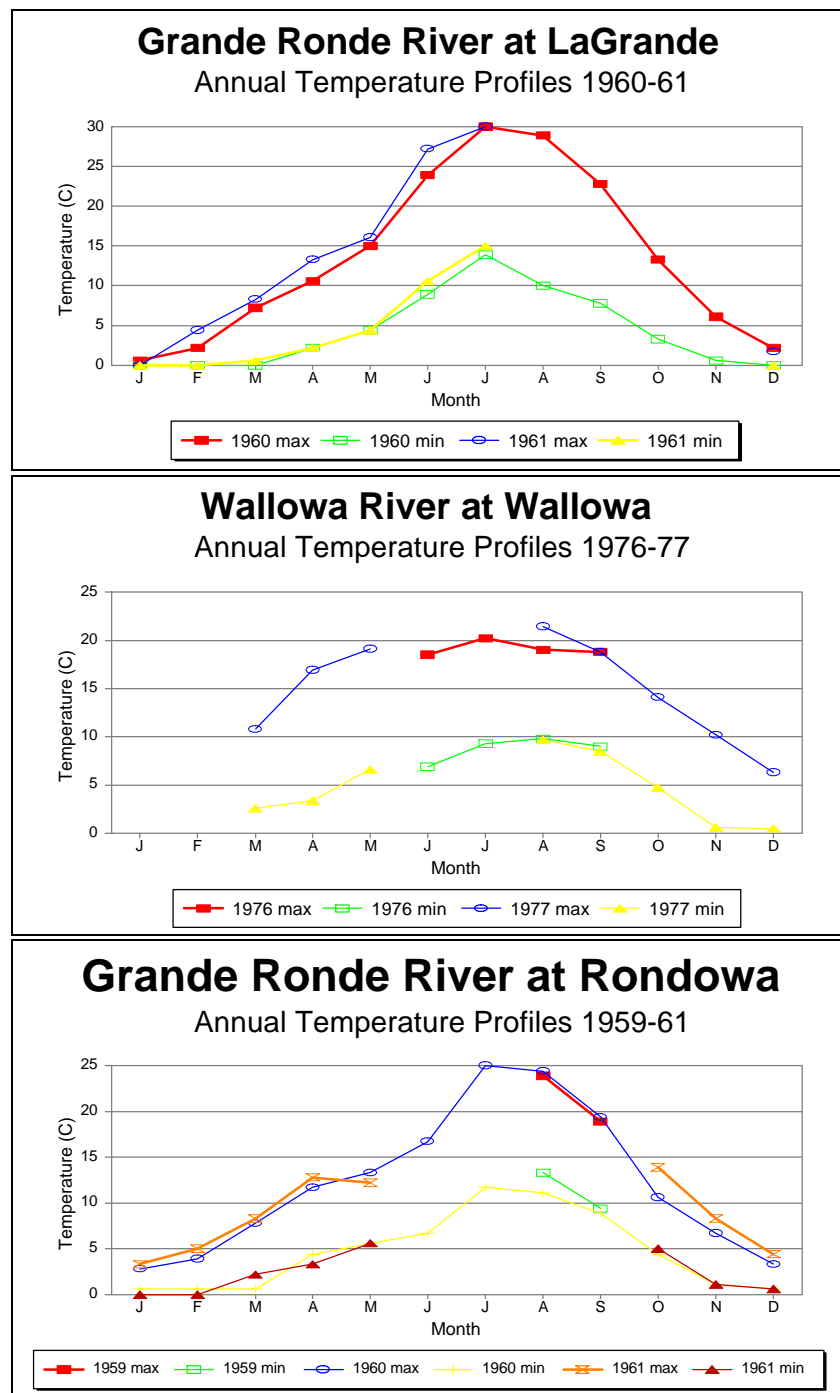 Grande Ronde River at LaGrande
Annual Temperature Profiles 1960-61
30
25
20
15
10
5
0
Temperature (C)
J F M A M J J A S O N D
Month
1960 max 1960 min 1961 max 1961 min
Wallowa River at Wallowa
Annual Temperature Profiles 1976-77
25
20
15
10
5
0
Temperature (C)
J F M A M J J A S O N D
Month
1976 max 1976 min 1977 max 1977 min
Grande Ronde River at Rondowa
Annual Temperature Profiles 1959-61
25
20
15
10
5
0
Temperature (C)
J F M A M J J A S O N D
Month
1959 max 1959 min 1960 max 1960 min 1961 max 1961 min